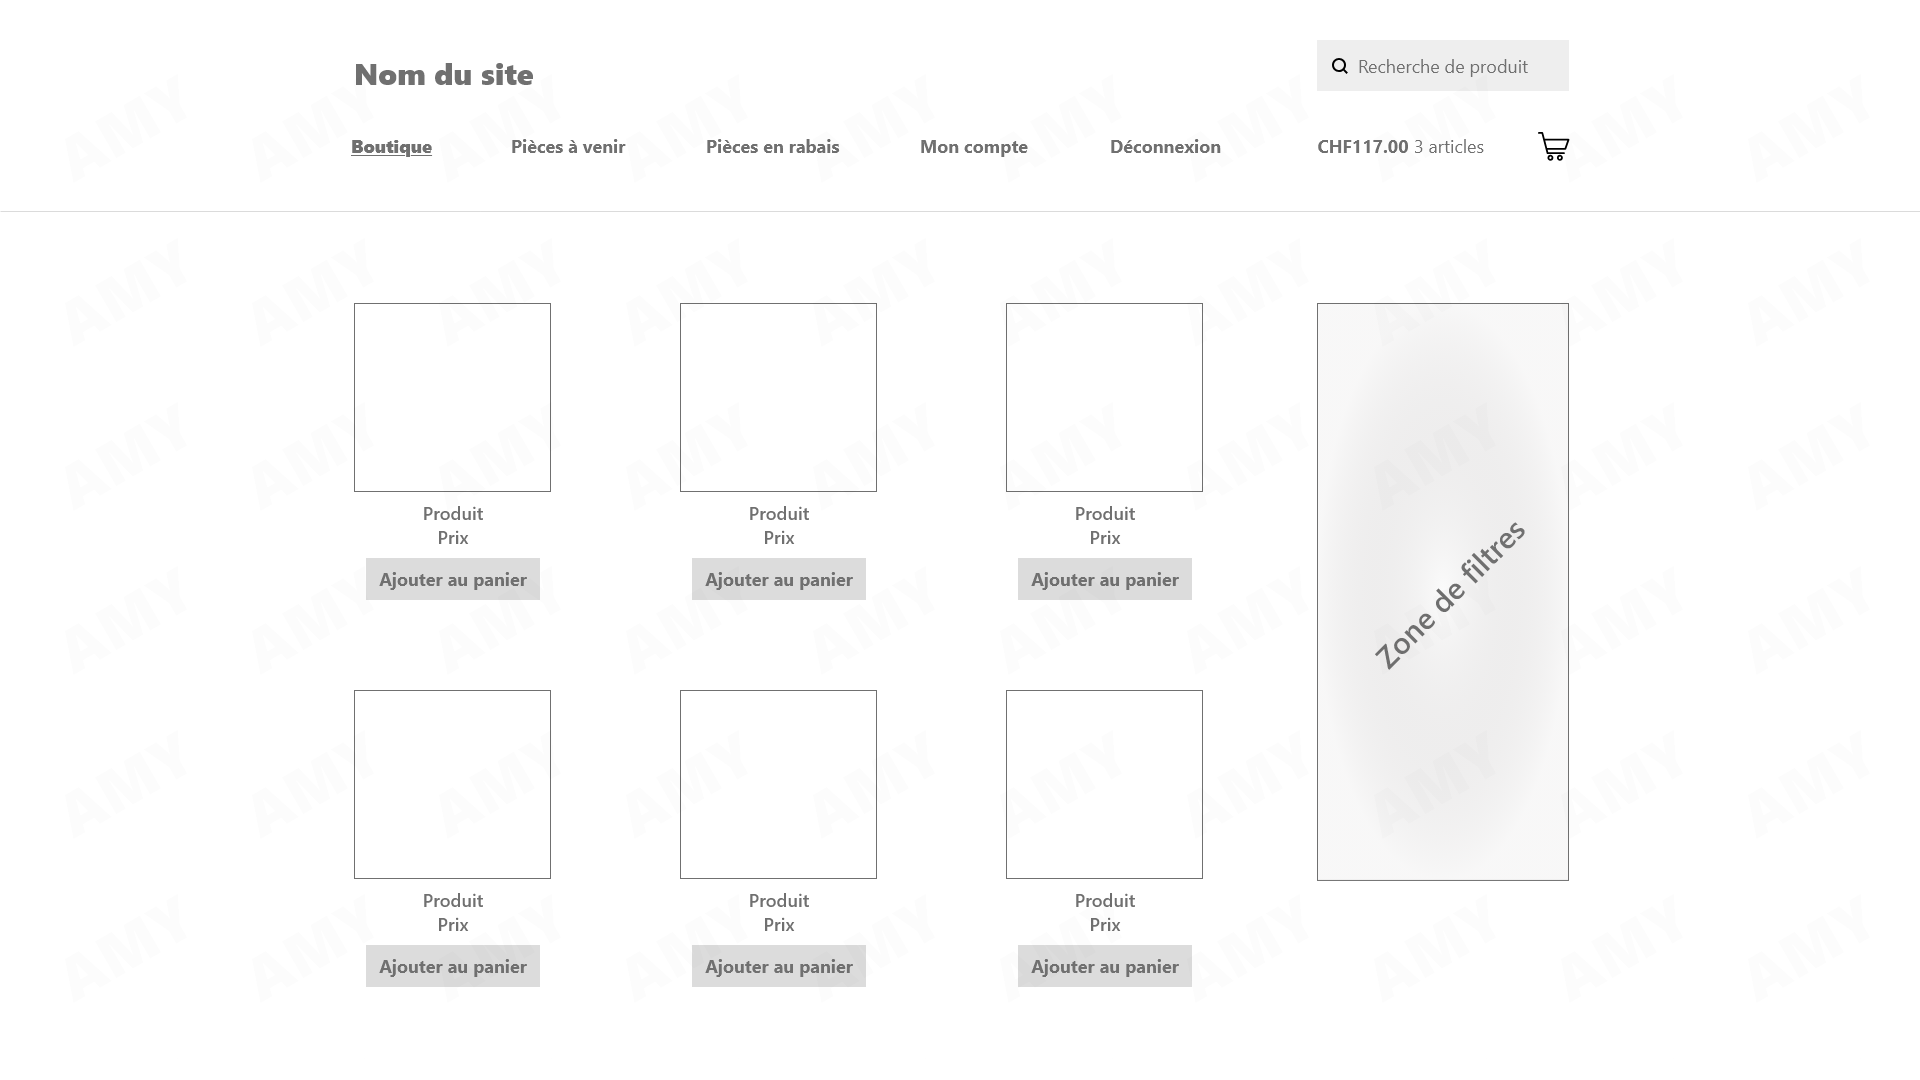 Nom du site
Recherche de produit
Boutique Pièces à venir Pièces en rabais Mon compte Déconnexion CHF117.00 3 articles
Produit Produit Produit
Prix Prix Prix
Ajouter au panier Ajouter au panier Ajouter au panier
Zone de filtres
Produit Produit Produit
Prix Prix Prix
Ajouter au panier Ajouter au panier Ajouter au panier
AMY